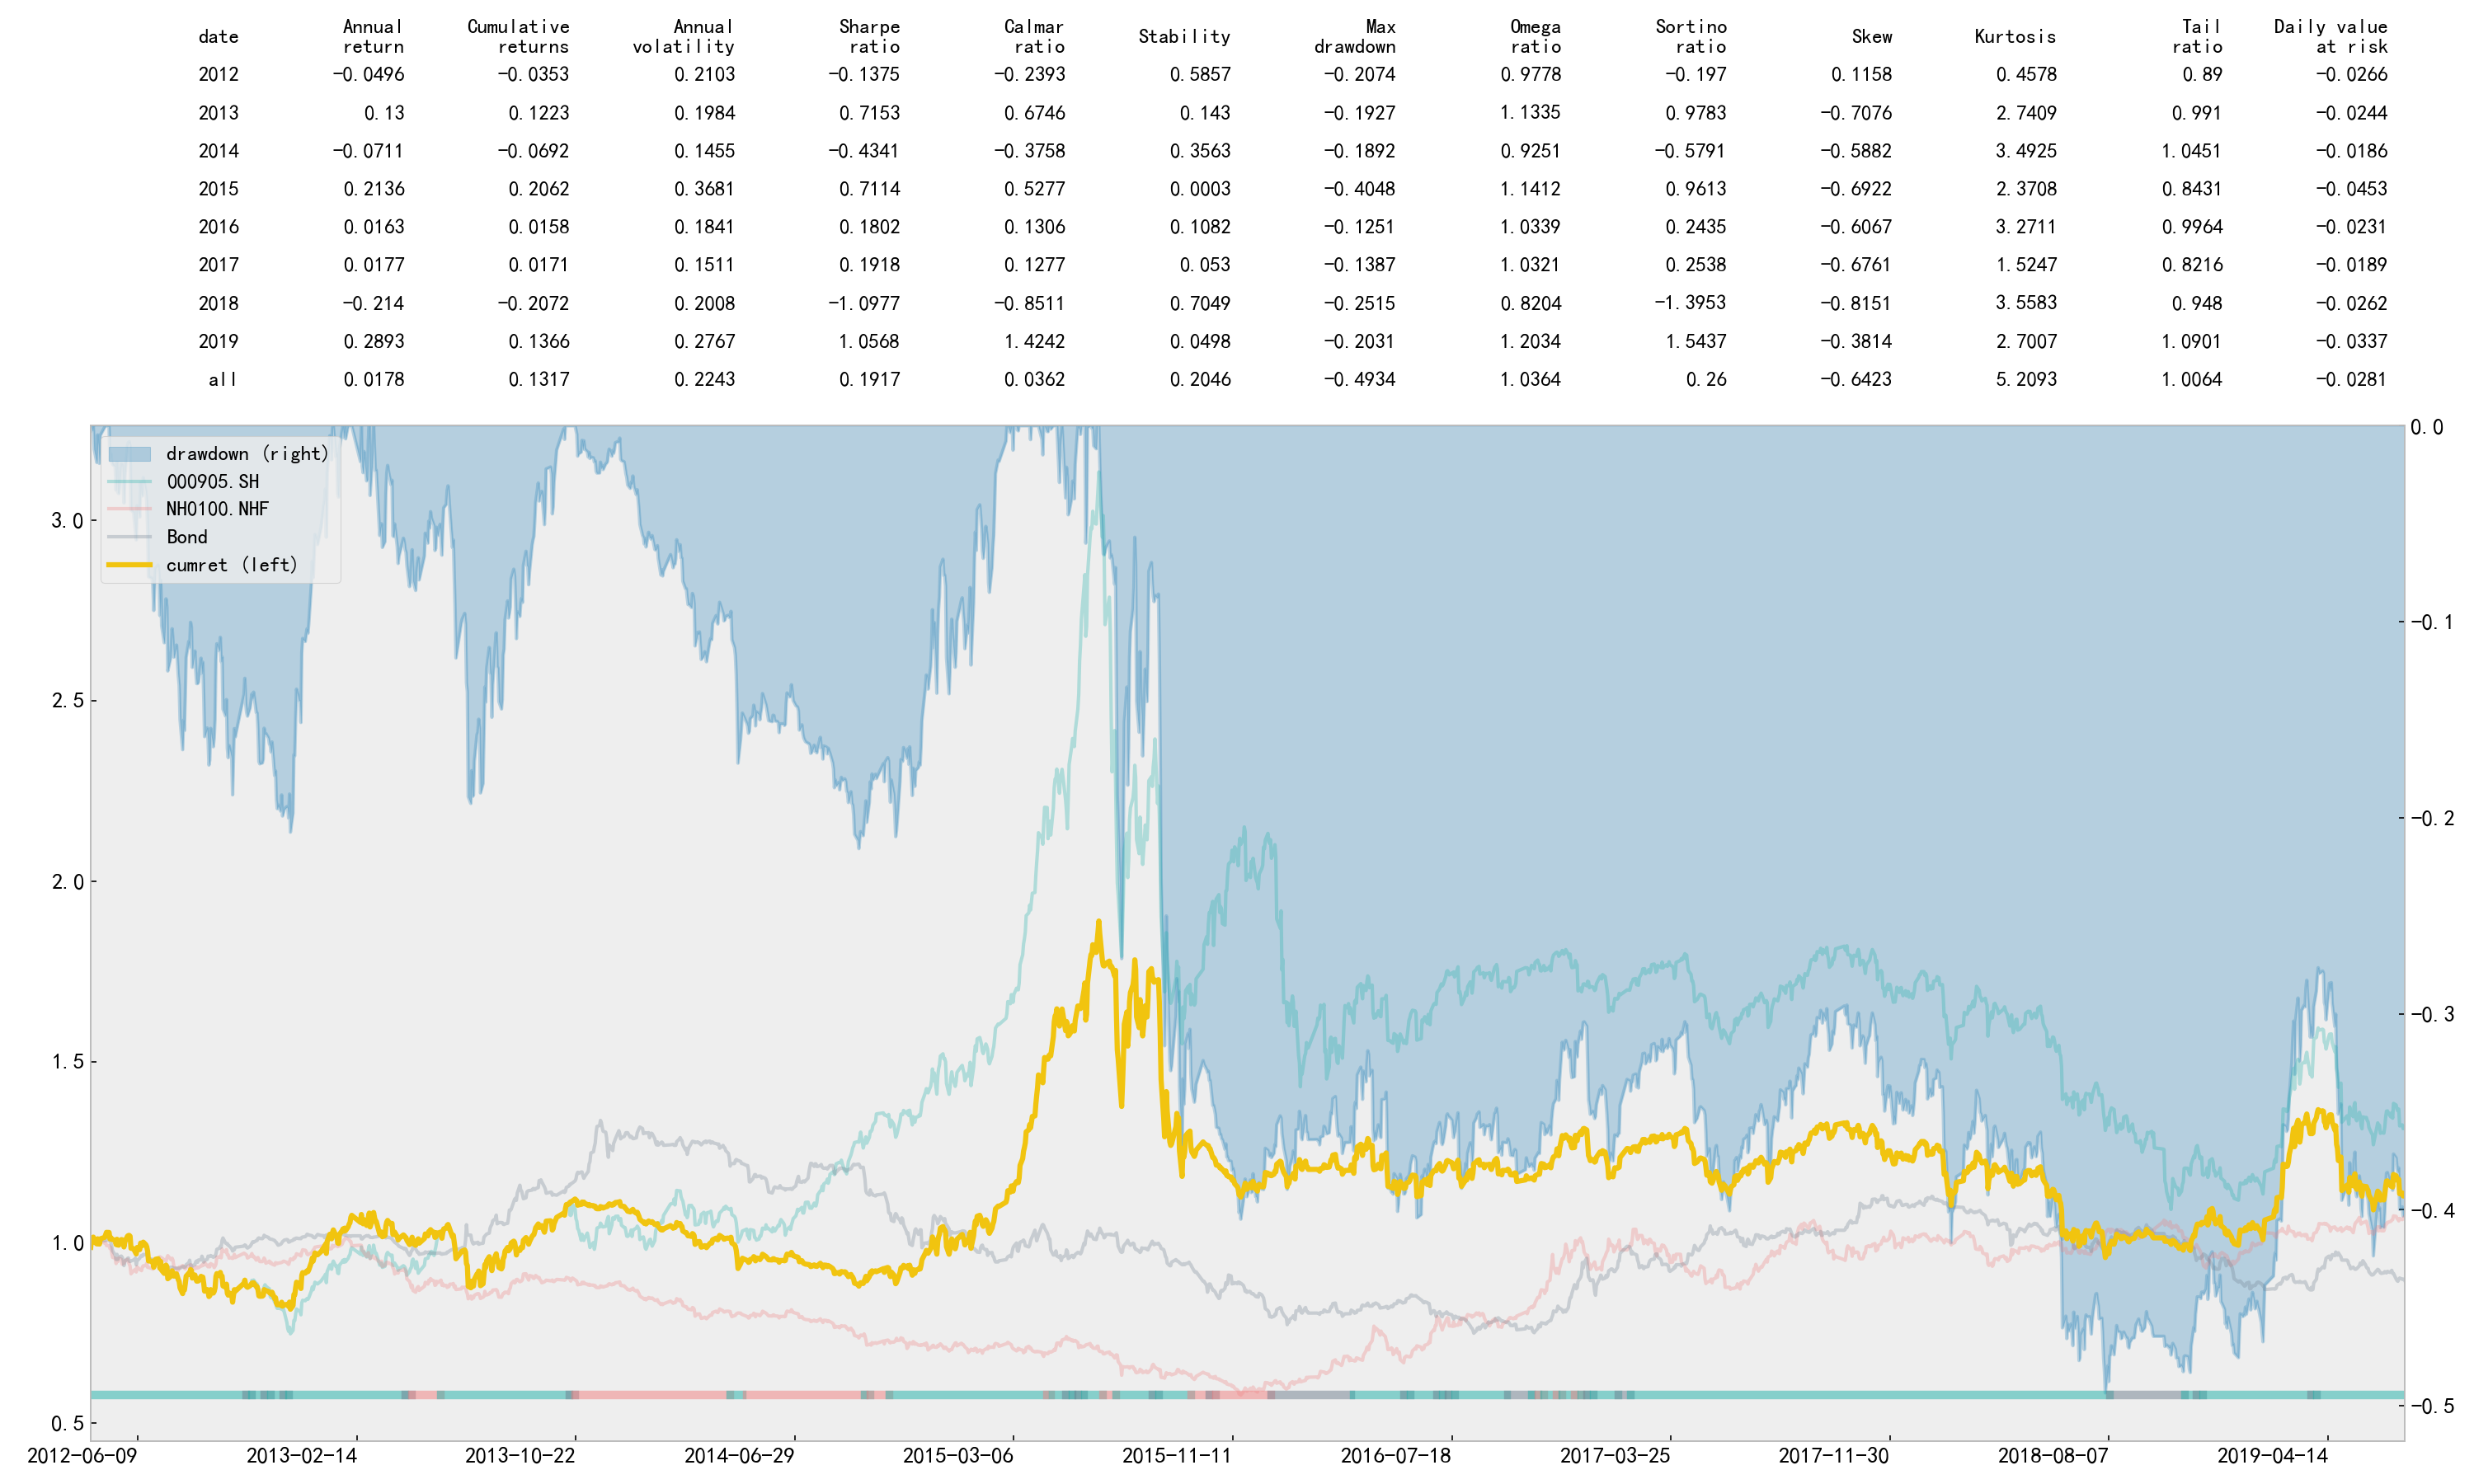 date Annual return Cumulative returns Annual volatility Sharpe ratio Calmar ratio Stability Max drawdown Omega ratio Sortino ratio Skew Kurtosis Tail ratio Daily value at risk
2012 -0.0496 -0.0353 0.2103 -0.1375 -0.2393 0.5857 -0.2074 0.9778 -0.197 0.1158 0.4578 0.89 -0.0266
2013 0.13 0.1223 0.1984 0.7153 0.6746 0.143 -0.1927 1.1335 0.9783 -0.7076 2.7409 0.991 -0.0244
2014 -0.0711 -0.0692 0.1455 -0.4341 -0.3758 0.3563 -0.1892 0.9251 -0.5791 -0.5882 3.4925 1.0451 -0.0186
2015 0.2136 0.2062 0.3681 0.7114 0.5277 0.0003 -0.4048 1.1412 0.9613 -0.6922 2.3708 0.8431 -0.0453
2016 0.0163 0.0158 0.1841 0.1802 0.1306 0.1082 -0.1251 1.0339 0.2435 -0.6067 3.2711 0.9964 -0.0231
2017 0.0177 0.0171 0.1511 0.1918 0.1277 0.053 -0.1387 1.0321 0.2538 -0.6761 1.5247 0.8216 -0.0189
2018 -0.214 -0.2072 0.2008 -1.0977 -0.8511 0.7049 -0.2515 0.8204 -1.3953 -0.8151 3.5583 0.948 -0.0262
2019 0.2893 0.1366 0.2767 1.0568 1.4242 0.0498 -0.2031 1.2034 1.5437 -0.3814 2.7007 1.0901 -0.0337
all 0.0178 0.1317 0.2243 0.1917 0.0362 0.2046 -0.4934 1.0364 0.26 -0.6423 5.2093 1.0064 -0.0281
drawdown (right)
000905.SH
NH0100.NHF
Bond
cumret (left)
3.0
2.5
2.0
1.5
1.0
0.5
0.0
-0.1
-0.2
-0.3
-0.4
-0.5
2012-06-09 2013-02-14 2013-10-22 2014-06-29 2015-03-06 2015-11-11 2016-07-18 2017-03-25 2017-11-30 2018-08-07 2019-04-14